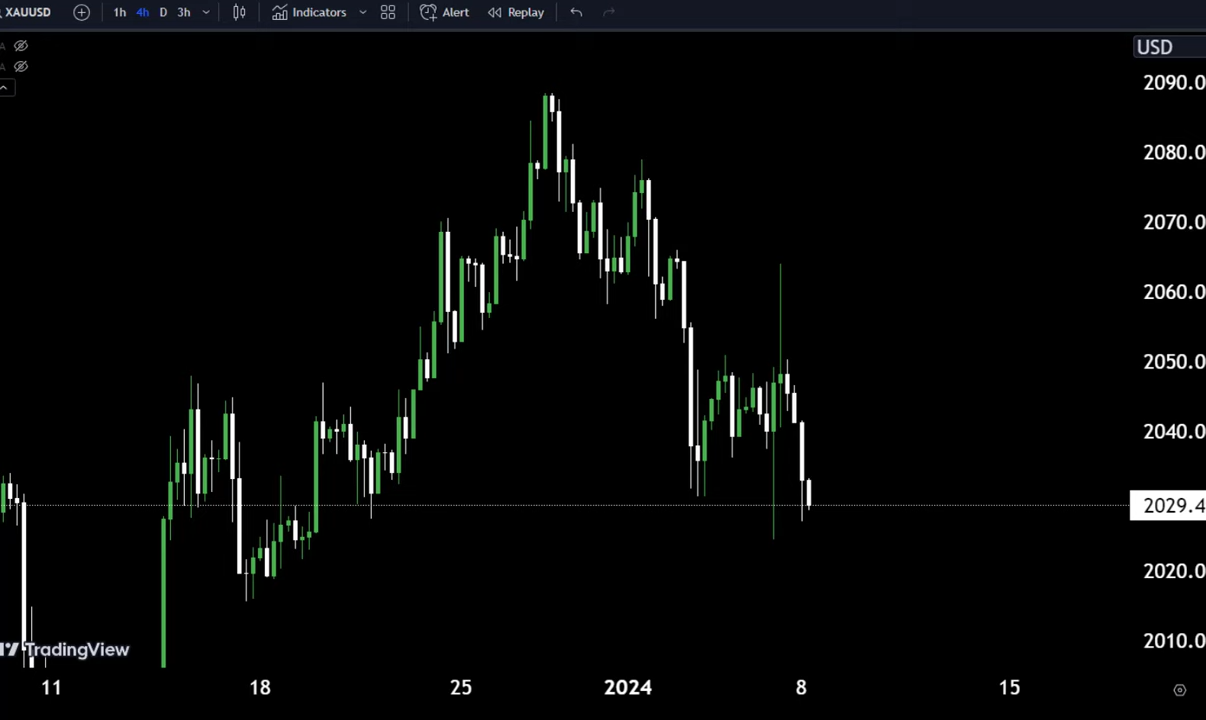 XAUUSD 1h 4h D 3h Indicators Alert Replay
A
A
USD
2090.0
2080.0
2070.0
2060.0
2050.0
2040.0
2029.4
2020.0
2010.0
TradingView
11 18 25 2024 8 15